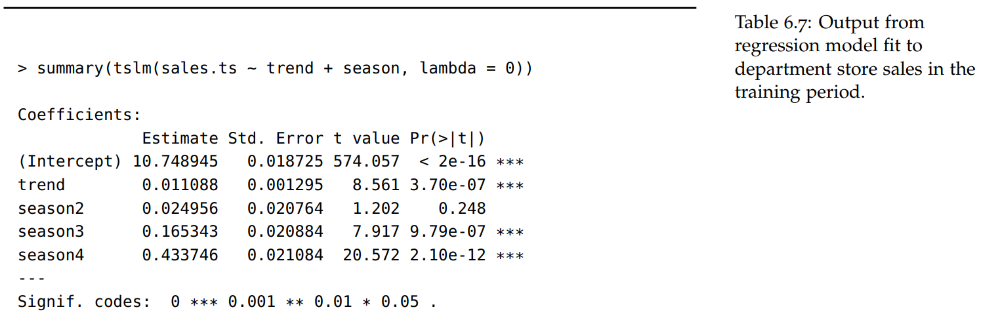 > summary(tslm(sales.ts ~ trend + season, lambda = 0))
Coefficients:
Estimate Std. Error t value Pr(>|t|)
(Intercept) 10.748945 0.018725 574.057 < 2e-16 ***
trend 0.011088 0.001295 8.561 3.70e-07 ***
season2 0.024956 0.020764 1.202 0.248
season3 0.165343 0.020884 7.917 9.79e-07 ***
season4 0.433746 0.021084 20.572 2.10e-12 ***
---
Signif. codes: 0 *** 0.001 ** 0.01 * 0.05 .
Table 6.7: Output from
regression model fit to
department store sales in the
training period.